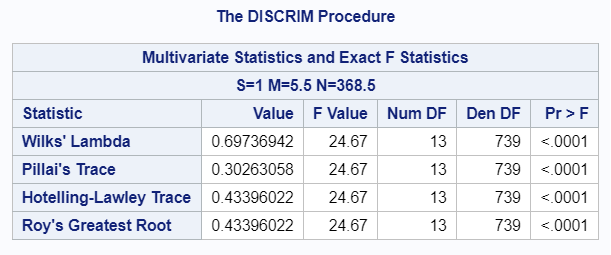 The DISCRIM Procedure
Multivariate Statistics and Exact F Statistics
S=1 M=5.5 N=368.5
Statistic Value F Value Num DF Den DF Pr > F
Wilks' Lambda 0.69736942 24.67 13 739 <.0001
Pillai's Trace 0.30263058 24.67 13 739 <.0001
Hotelling-Lawley Trace 0.43396022 24.67 13 739 <.0001
Roy's Greatest Root 0.43396022 24.67 13 739 <.0001